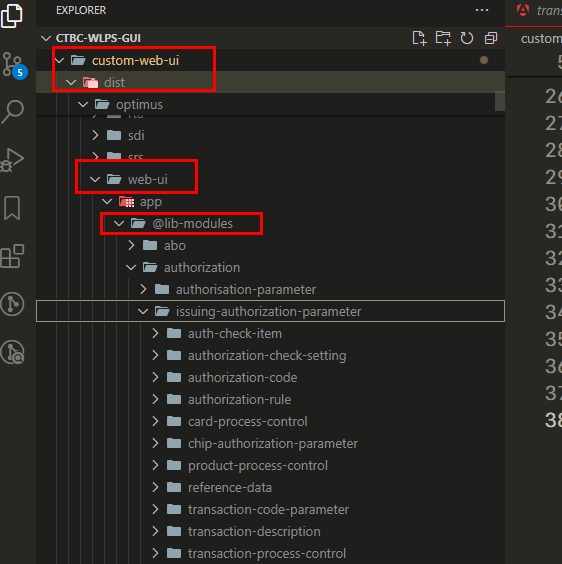 EXPLORER
···
trans
CTBC-WLPS-GUI
custom
custom-web-ui
dist
optimus
sdi
srs
web-ui
app
@lib-modules
abo
authorization
authorisation-parameter
issuing-authorization-parameter
auth-check-item
authorization-check-setting
authorization-code
authorization-rule
card-process-control
chip-authorization-parameter
product-process-control
reference-data
transaction-code-parameter
transaction-description
transaction-process-control
5
26
27
28
29
30
31
32
33
34
35
36
37
38